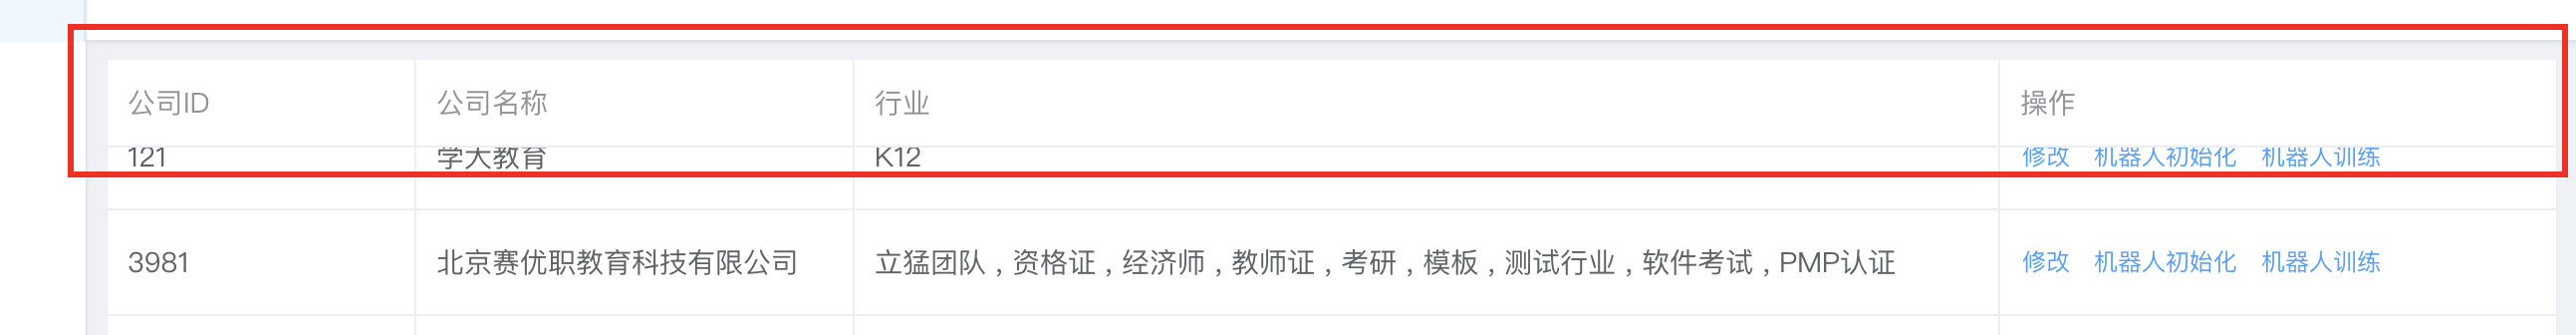 公司ID 公司名称 行业 操作
121 学大教育 K12 修改 机器人初始化 机器人训练
3981 北京赛优职教育科技有限公司 立猛团队，资格证，经济师，教师证，考研，模板，测试行业，软件考试，PMP认证 修改 机器人初始化 机器人训练